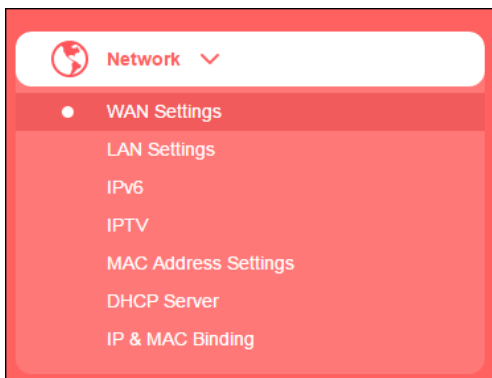 Network
WAN Settings
LAN Settings
IPv6
IPTV
MAC Address Settings
DHCP Server
IP & MAC Binding